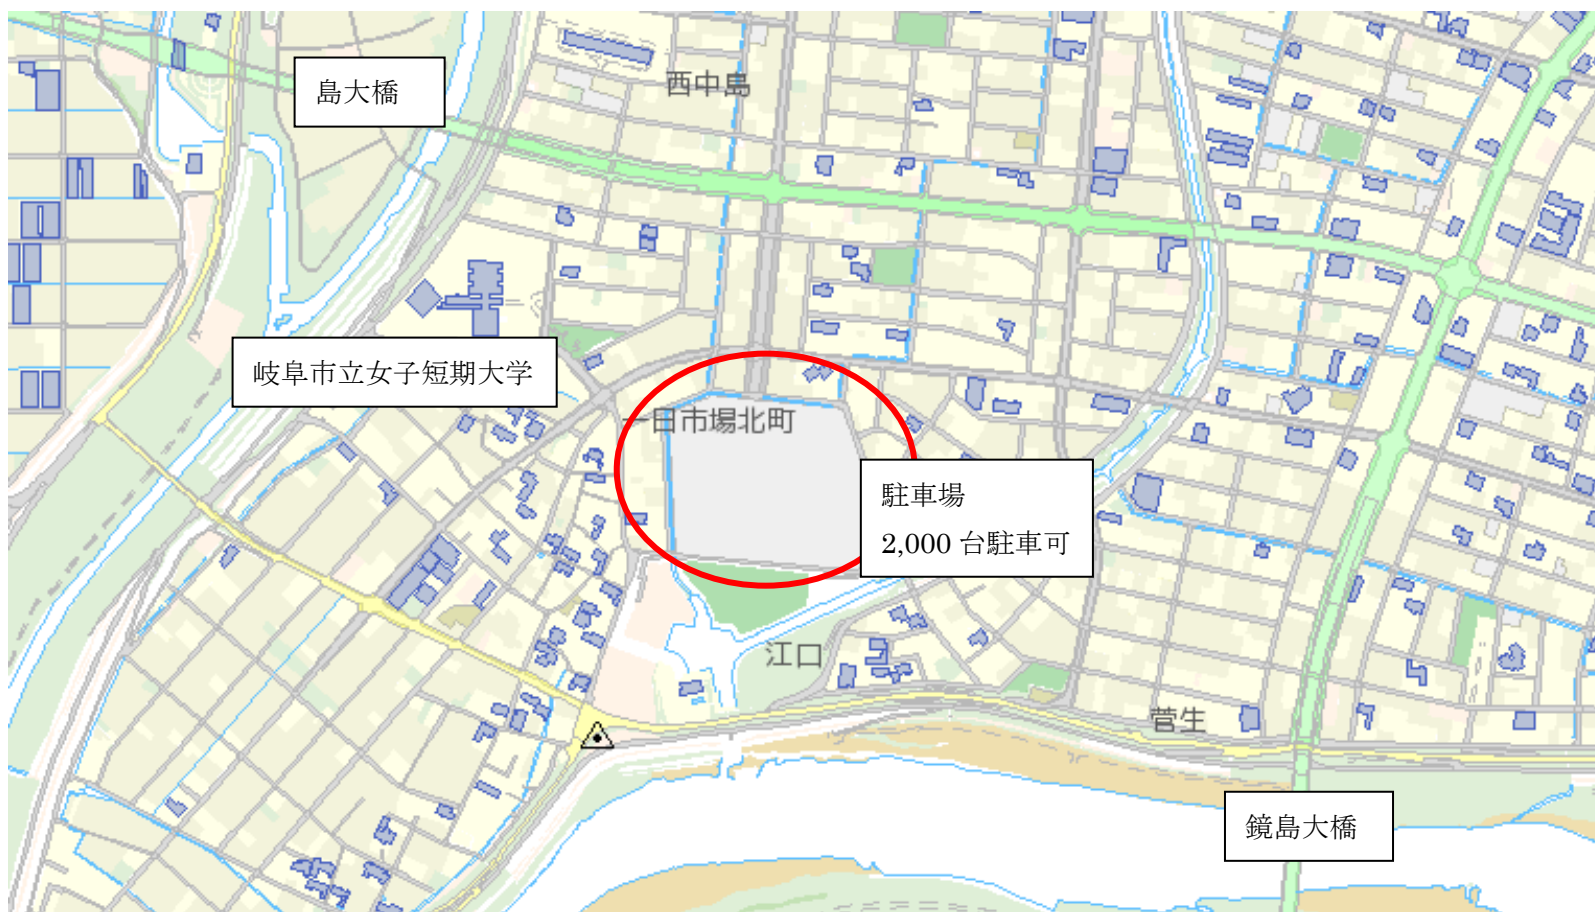 島大橋
西中島
岐阜市立女子短期大学
一日市場北町
駐車場
2,000 台駐車可
江口
菅生
鏡島大橋